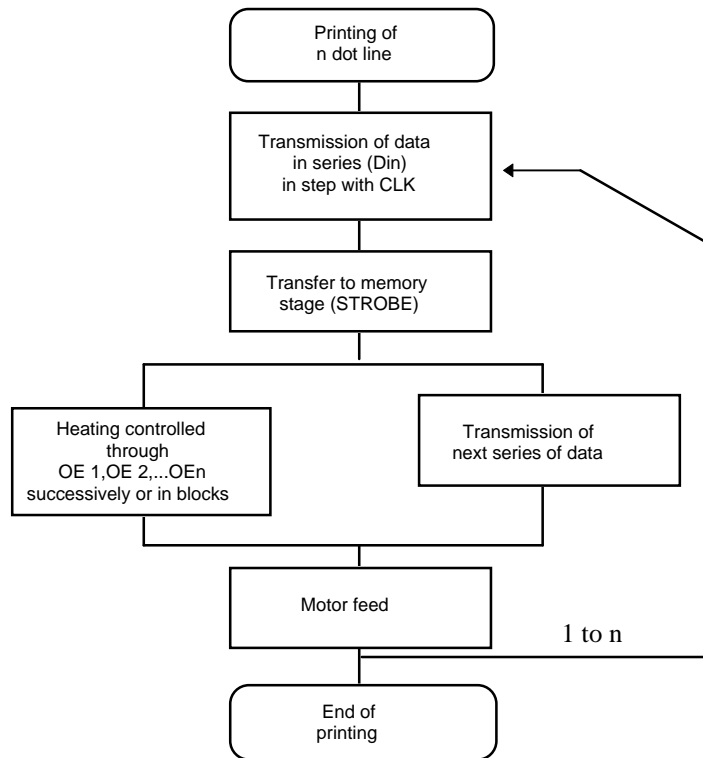 Printing of
n dot line
Transmission of data
in series (Din)
in step with CLK
Transfer to memory
stage (STROBE)
Heating controlled
through
OE 1,OE 2,...OEn
successively or in blocks
Transmission of
next series of data
Motor feed
1 to n
End of
printing